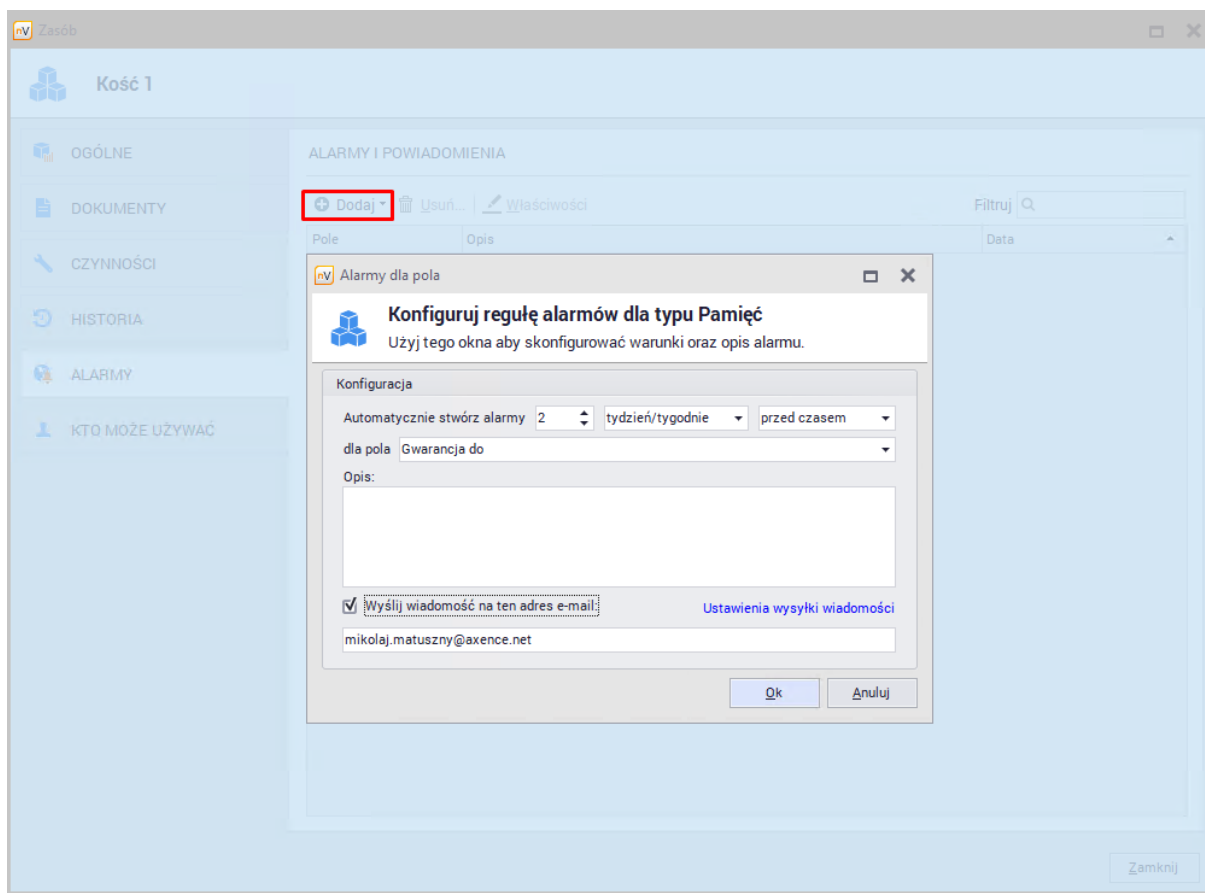 nV Zasób
Kość 1
OGÓLNE
DOKUMENTY
CZYNNOŚCI
HISTORIA
ALARMY
KTO MOŻE UŻYWAĆ
ALARMY I POWIADOMIENIA
Dodaj Usuń... Właściwości Filtruj
Pole Opis Data
nV Alarmy dla pola
Konfiguruj regułę alarmów dla typu Pamięć
Użyj tego okna aby skonfigurować warunki oraz opis alarmu.
Konfiguracja
Automatycznie stwórz alarmy 2 tydzień/tygodnie przed czasem
dla pola Gwarancja do
Opis:
Wyślij wiadomość na ten adres e-mail: Ustawienia wysyłki wiadomości
mikolaj.matuszny@axence.net
Ok Anuluj
Zamknij